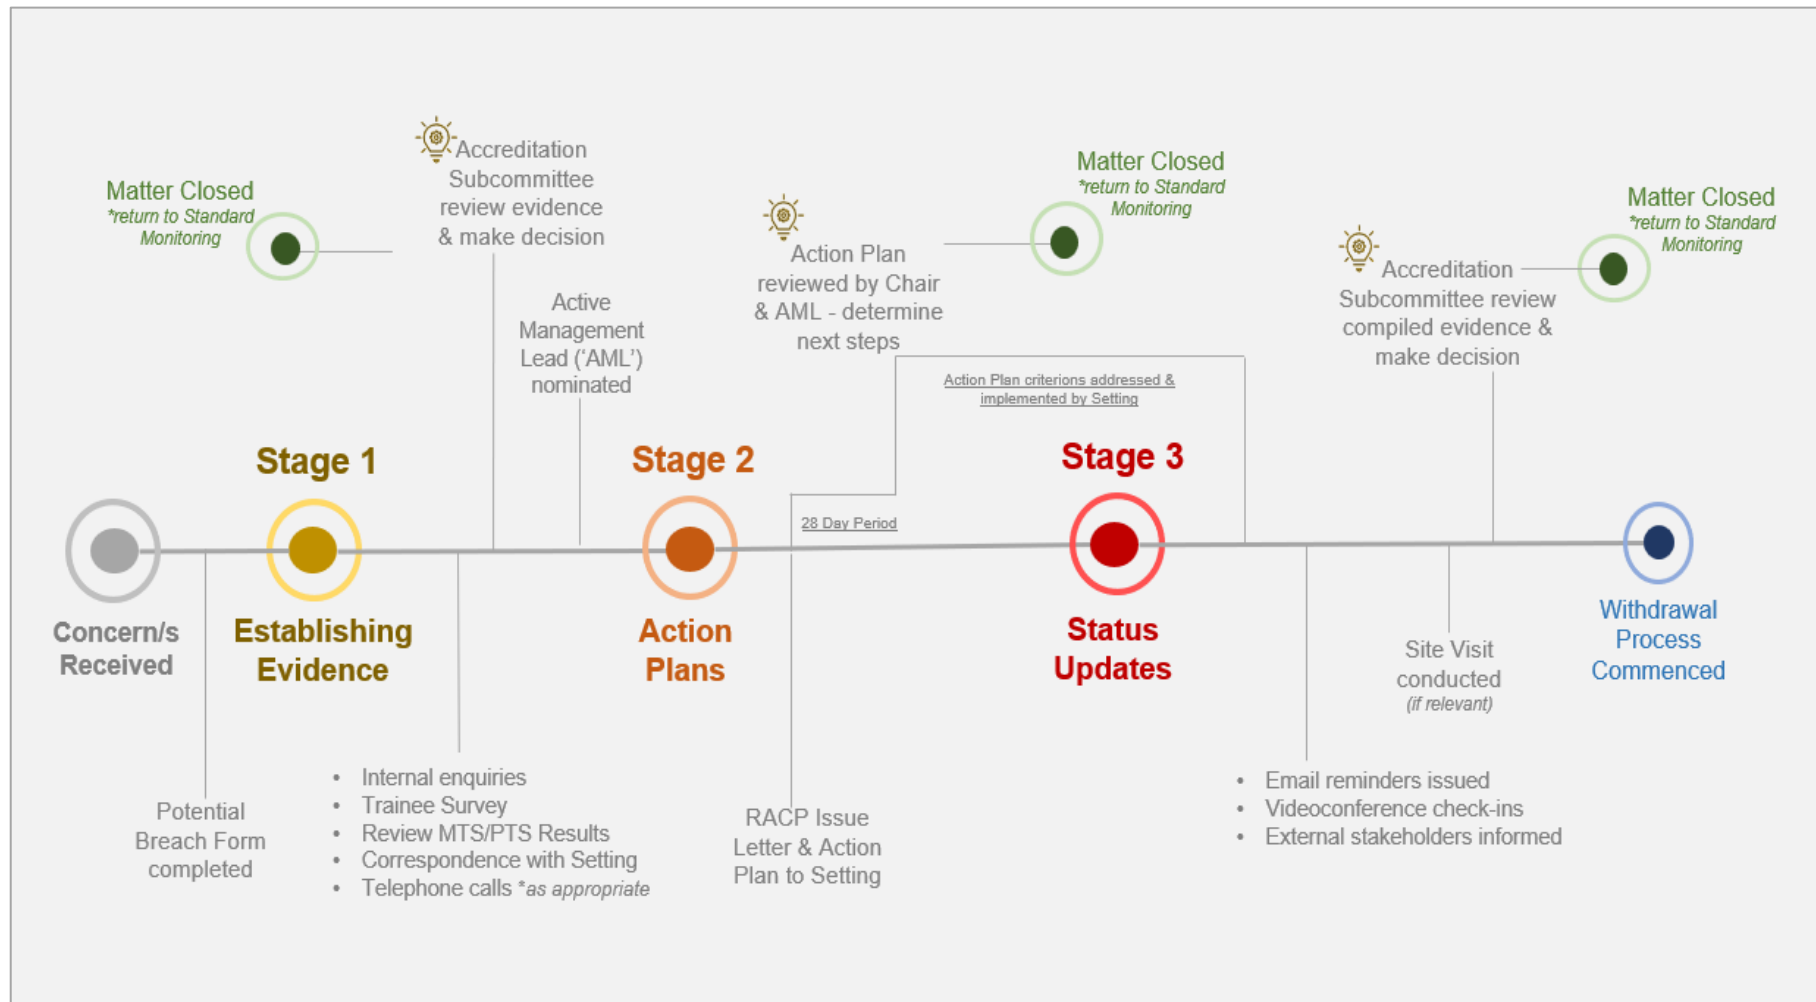 Matter Closed
*return to Standard
Monitoring
Accreditation
Subcommittee
review evidence
& make decision
Active
Management
Lead (‘AML’)
nominated
Action Plan
reviewed by Chair
& AML - determine
next steps
Matter Closed
*return to Standard
Monitoring
Accreditation
Subcommittee review
compiled evidence &
make decision
Matter Closed
*return to Standard
Monitoring
Action Plan criterions addressed &
implemented by Setting
28 Day Period
Concern/s
Received
Stage 1
Establishing
Evidence
Stage 2
Action
Plans
Stage 3
Status
Updates
Withdrawal
Process
Commenced
Potential
Breach Form
completed
• Internal enquiries
• Trainee Survey
• Review MTS/PTS Results
• Correspondence with Setting
• Telephone calls *as appropriate
RACP Issue
Letter & Action
Plan to Setting
• Email reminders issued
• Videoconference check-ins
• External stakeholders informed
Site Visit
conducted
(if relevant)